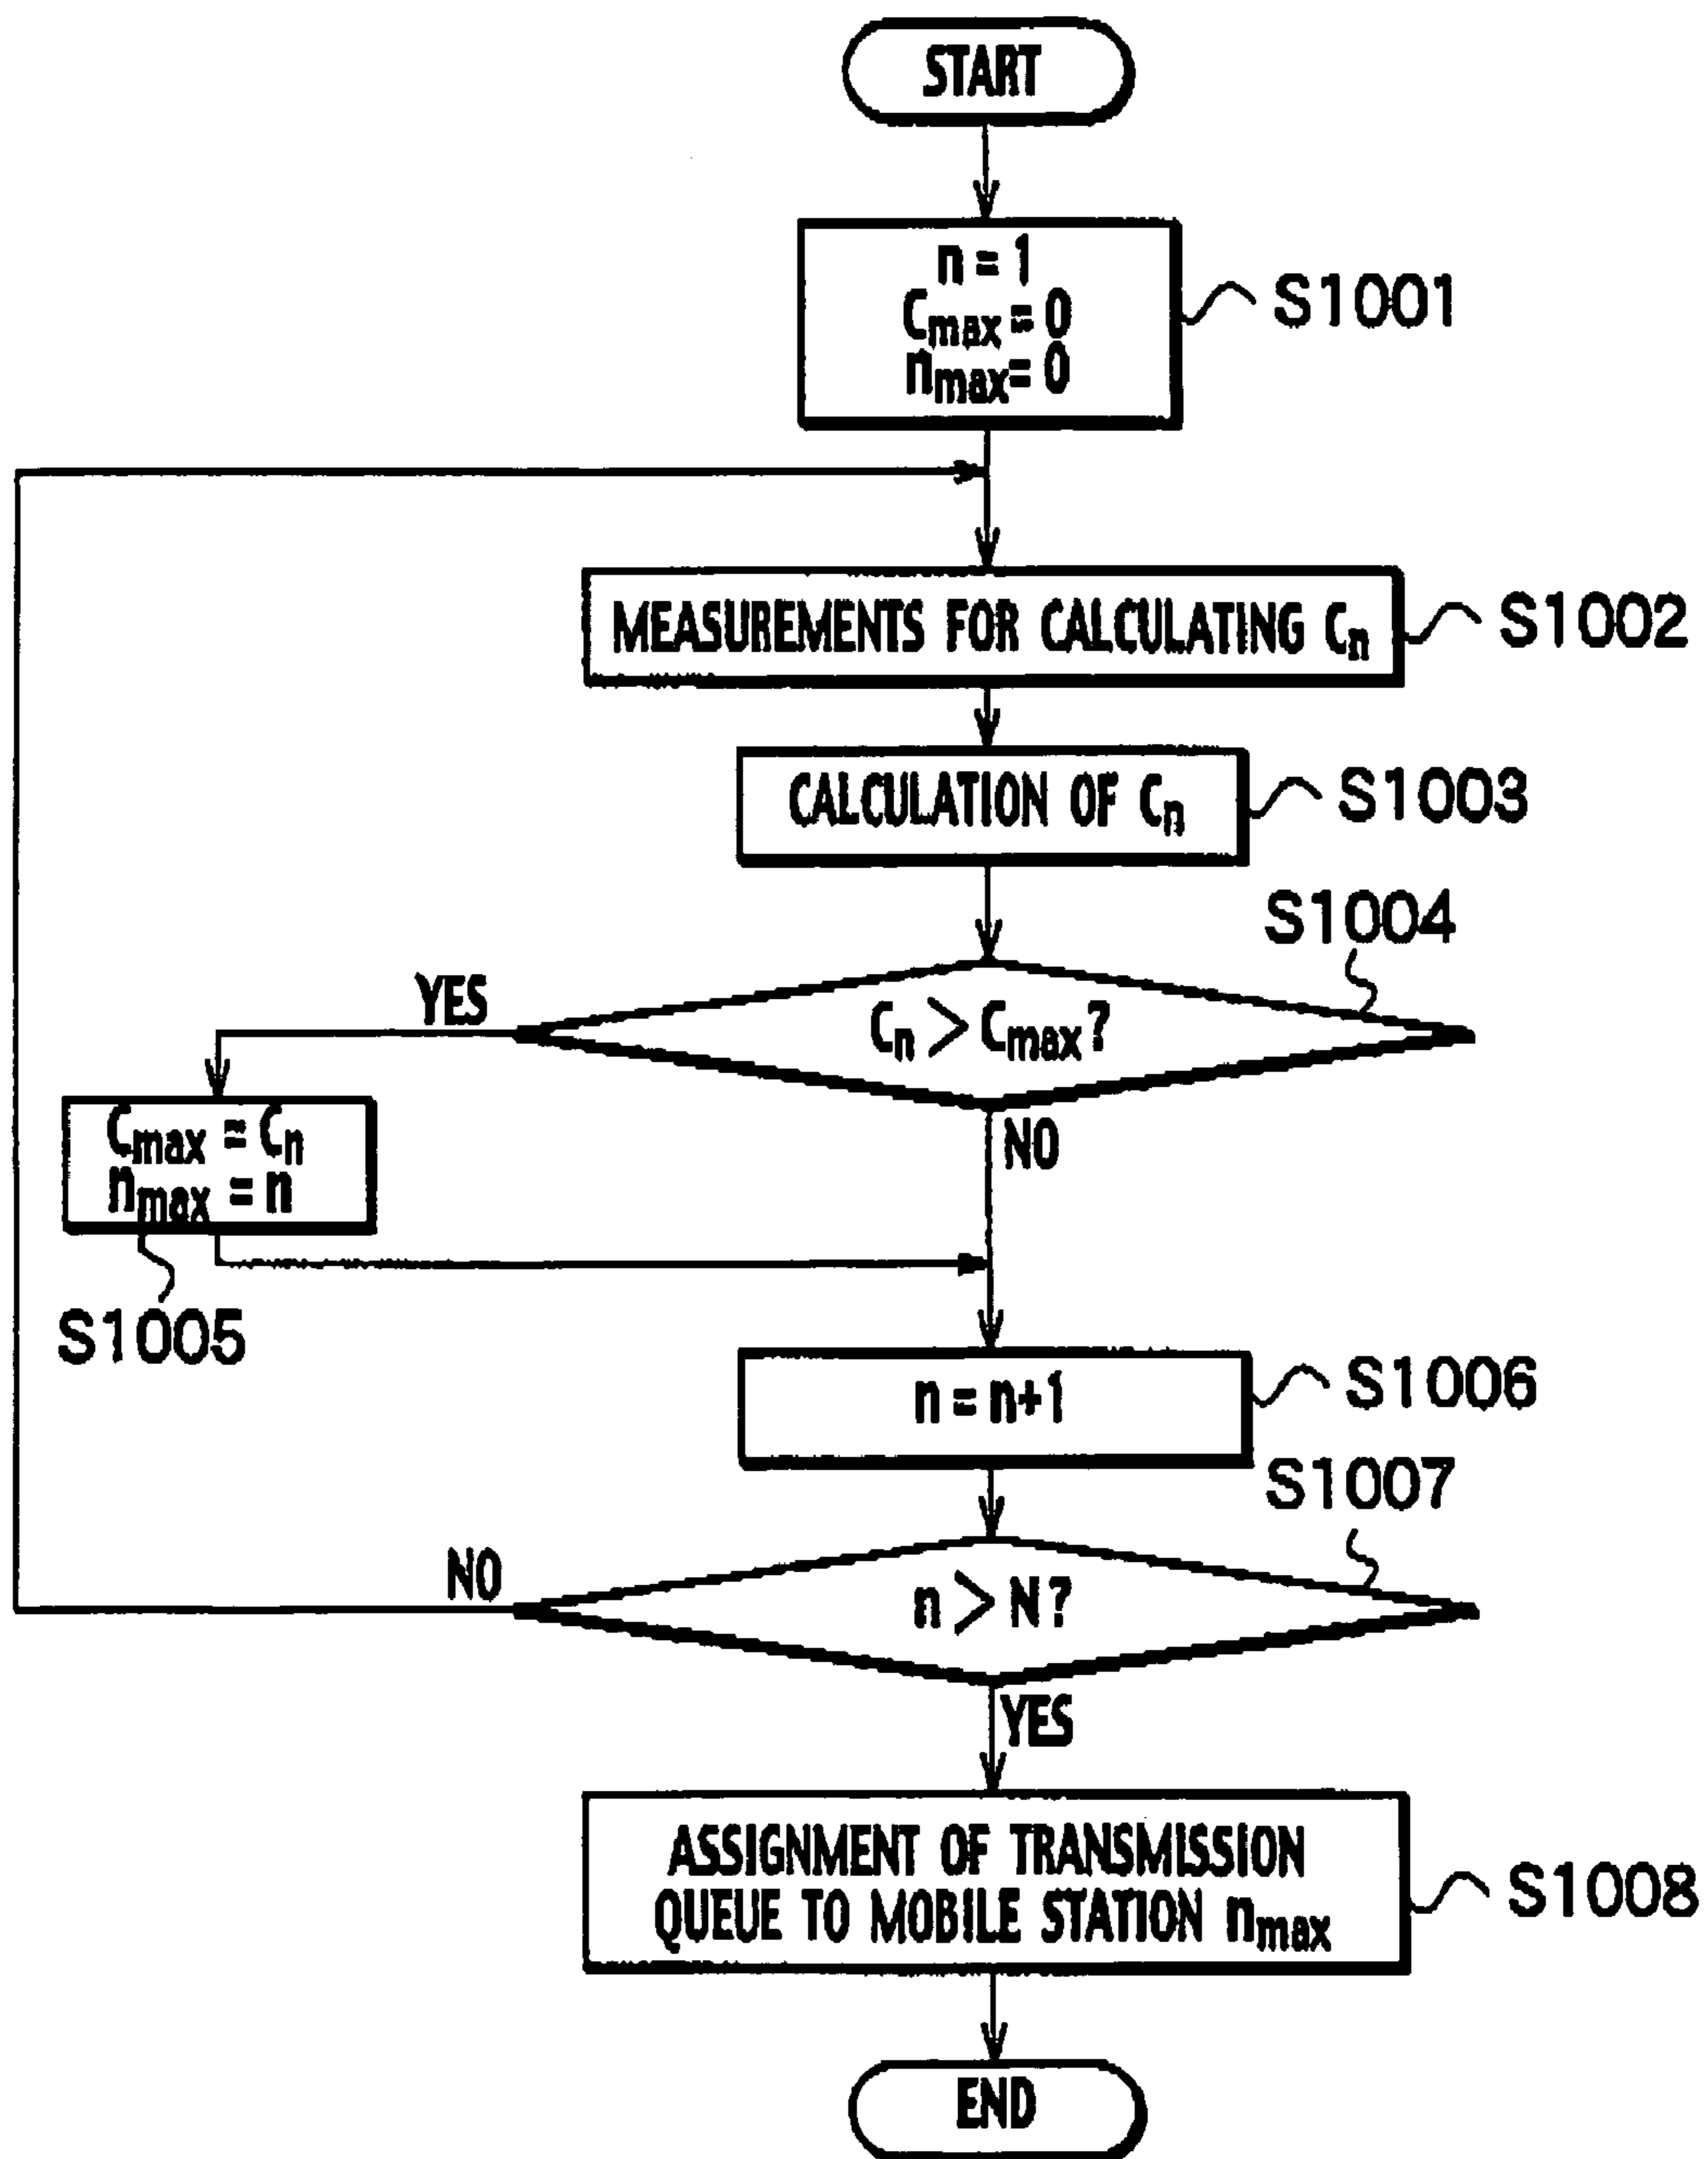 START
n = 1
Cmax = 0
nmax = 0
S1001
MEASUREMENTS FOR CALCULATING Cn
S1002
CALCULATION OF Cn
S1003
S1004
YES
Cn > Cmax?
NO
Cmax = Cn
nmax = n
S1005
n = n+1
S1006
S1007
NO
n > N?
YES
ASSIGNMENT OF TRANSMISSION
QUEUE TO MOBILE STATION nmax
S1008
END